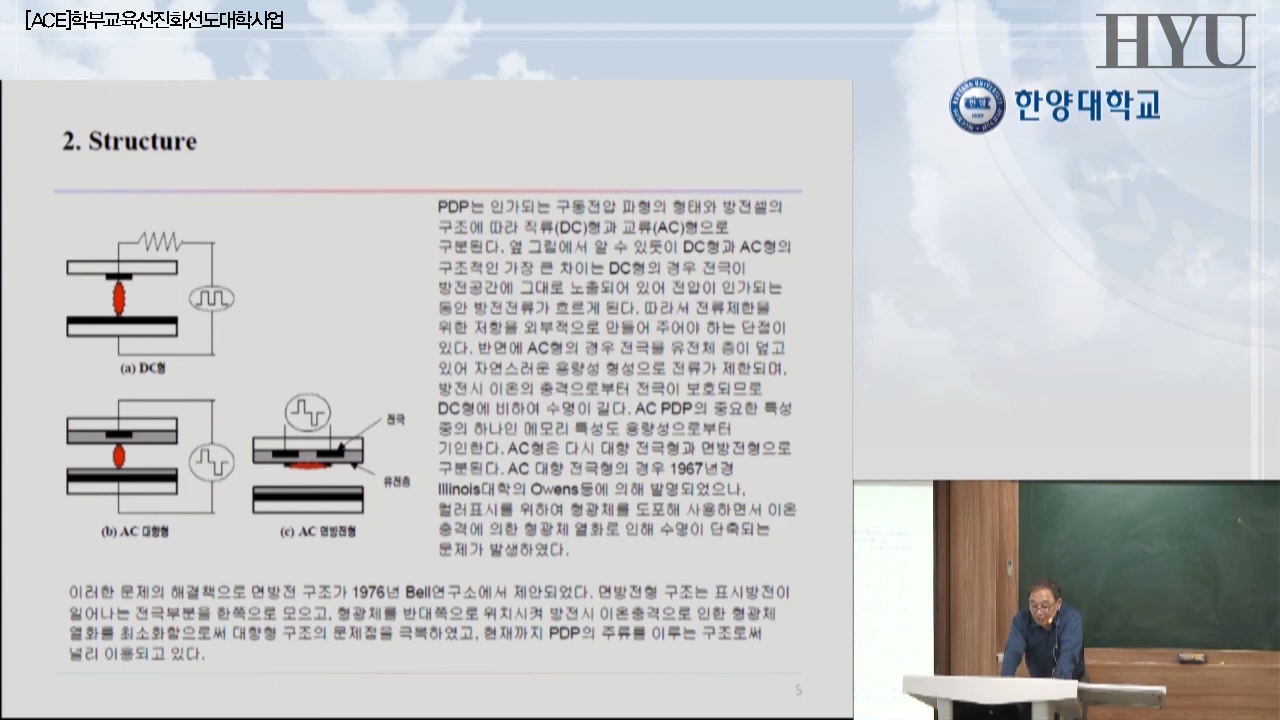 [ACE]학부교육선진화선도대학사업
HYU
한양대학교
2. Structure
PDP는 인가되는 구동전압 파형의 형태와 방전셀의
구조에 따라 직류(DC)형과 교류(AC)형으로
구분된다. 옆 그림에서 알 수 있듯이 DC형과 AC형의
구조적인 가장 큰 차이는 DC형의 경우 전극이
방전공간에 그대로 노출되어 있어 전압이 인가되는
동안 방전전류가 흐르게 된다. 따라서 전류제한을
위한 저항을 외부적으로 만들어 주어야 하는 단점이
있다. 반면에 AC형의 경우 전극을 유전체 층이 덮고
있어 자연스러운 용량성 형성으로 전류가 제한되며,
방전시 이온의 충격으로부터 전극이 보호되므로
DC형에 비하여 수명이 길다. AC PDP의 중요한 특성
중의 하나인 메모리 특성도 용량성으로부터
기인한다. AC형은 다시 대향 전극형과 면방전형으로
구분된다. AC 대향 전극형의 경우 1967년경
Illinois대학의 Owens등에 의해 발명되었으나,
컬러표시를 위하여 형광체를 도포해 사용하면서 이온
충격에 의한 형광체 열화로 인해 수명이 단축되는
문제가 발생하였다.
(a) DC형
전극
유전층
(b) AC 대향형
(c) AC 면방전형
이러한 문제의 해결책으로 면방전 구조가 1976년 Bell연구소에서 제안되었다. 면방전형 구조는 표시방전이
일어나는 전극부분을 한쪽으로 모으고, 형광체를 반대쪽으로 위치시켜 방전시 이온충격으로 인한 형광체
열화를 최소화함으로써 대향형 구조의 문제점을 극복하였고, 현재까지 PDP의 주류를 이루는 구조로써
널리 이용되고 있다.
5